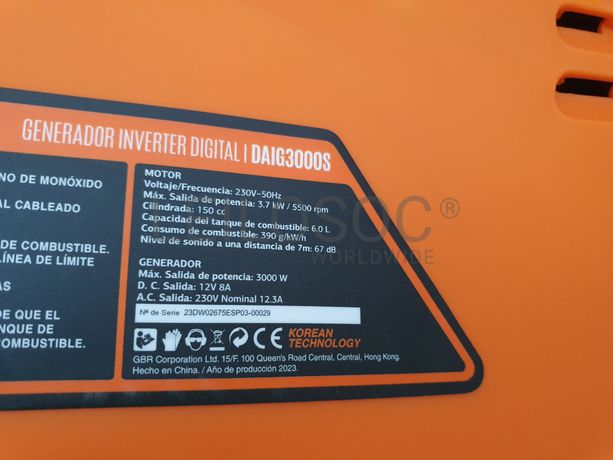 GENERADOR INVERTER DIGITAL | DAIG3000S
NO DE MONÓXIDO
AL CABLEADO
DE COMBUSTIBLE.
LÍNEA DE LÍMITE
AS
DE QUE EL
NQUE DE
COMBUSTIBLE.
MOTOR
Voltaje/Frecuencia: 230V~50Hz
Máx. Salida de potencia: 3.7 kW / 5500 rpm
Cilindrada: 150 cc
Capacidad del tanque de combustible: 6.0 L
Consumo de combustible: 390 g/kW/h
Nivel de sonido a una distancia de 7m: 67 dB
GENERADOR
Máx. Salida de potencia: 3000 W
D. C. Salida: 12V 8A
A.C. Salida: 230V Nominal 12.3A
Nº de Serie 23DW02675ESP03-00029
CE KOREAN
TECHNOLOGY
GBR Corporation Ltd. 15/F. 100 Queen's Road Central, Central, Hong Kong.
Hecho en China. / Año de producción 2023.
SOC®
WORLDWIDE